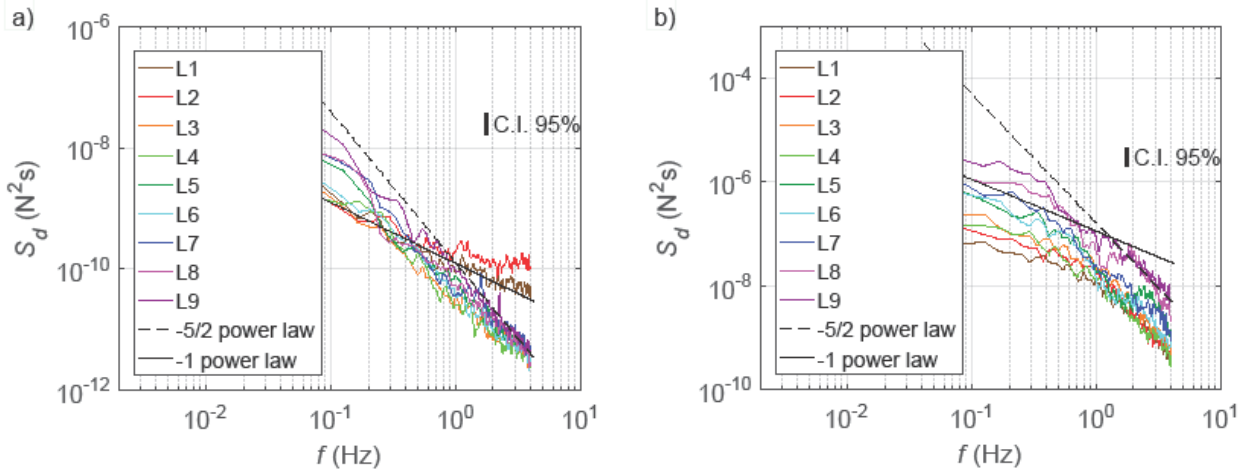 a)
10^-6
10^-8
10^-10
10^-12
S_d (N^2s)
L1
L2
L3
L4
L5
L6
L7
L8
L9
-5/2 power law
-1 power law
C.I. 95%
10^-2
10^-1
10^0
10^1
f (Hz)
b)
10^-4
10^-6
10^-8
10^-10
S_d (N^2s)
L1
L2
L3
L4
L5
L6
L7
L8
L9
-5/2 power law
-1 power law
C.I. 95%
10^-2
10^-1
10^0
10^1
f (Hz)